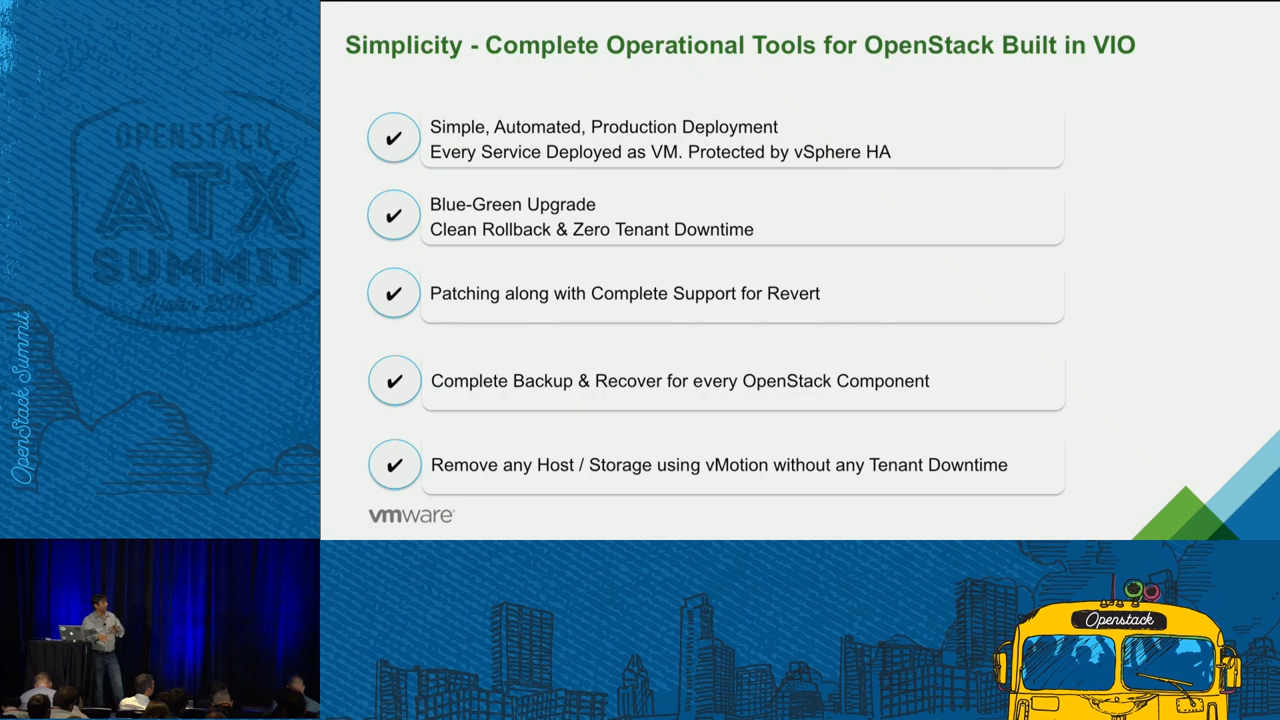 Simplicity - Complete Operational Tools for OpenStack Built in VIO
✔
Simple, Automated, Production Deployment
Every Service Deployed as VM. Protected by vSphere HA
✔
Blue-Green Upgrade
Clean Rollback & Zero Tenant Downtime
✔
Patching along with Complete Support for Revert
✔
Complete Backup & Recover for every OpenStack Component
✔
Remove any Host / Storage using vMotion without any Tenant Downtime
vmware
OPENSTACK
ATX
SUMMIT
Austin 2016
OpenStack Summit
Openstack